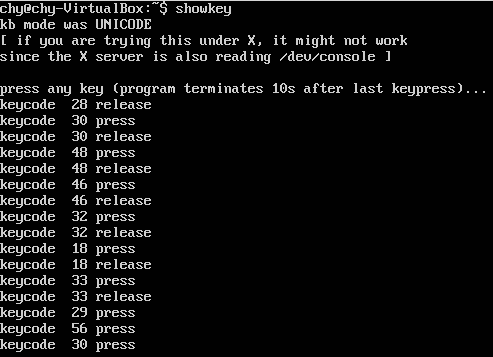 chy@chy-VirtualBox:~$ showkey
kb mode was UNICODE
[ if you are trying this under X, it might not work
since the X server is also reading /dev/console ]
press any key (program terminates 10s after last keypress)...
keycode  28 release
keycode  30 press
keycode  30 release
keycode  48 press
keycode  48 release
keycode  46 press
keycode  46 release
keycode  32 press
keycode  32 release
keycode  18 press
keycode  18 release
keycode  33 press
keycode  33 release
keycode  29 press
keycode  56 press
keycode  30 press